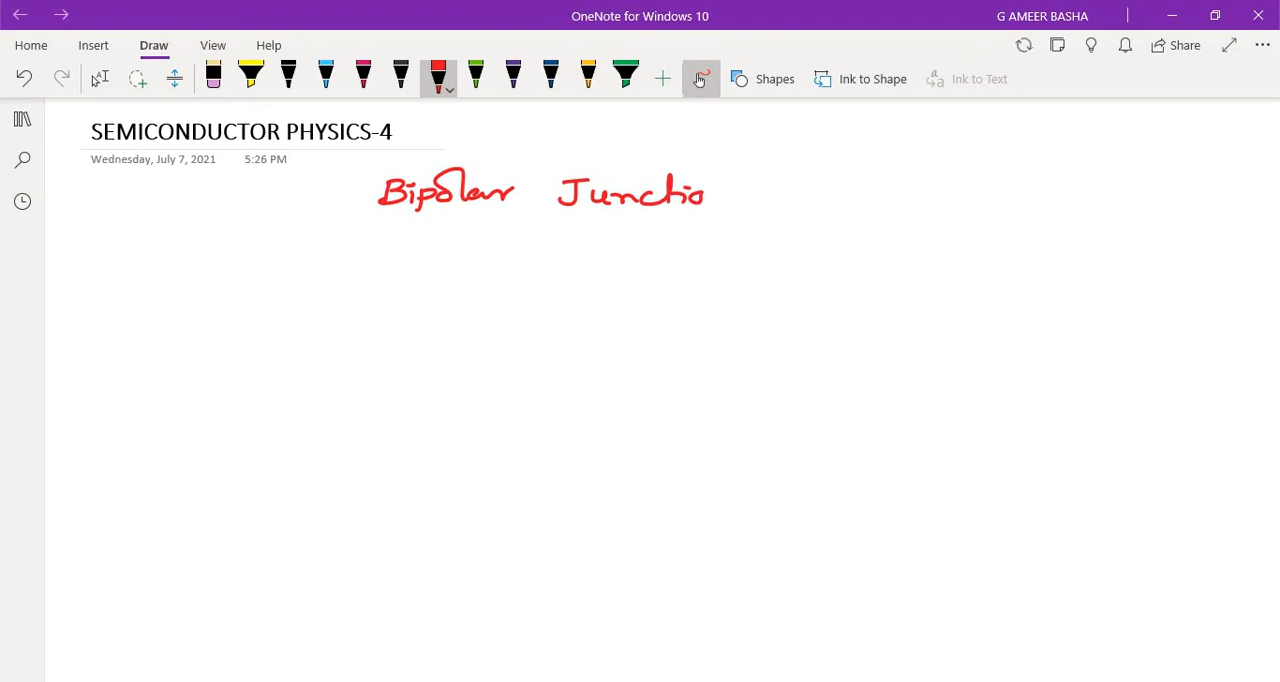 OneNote for Windows 10
G AMEER BASHA
Home Insert Draw View Help
Share
Shapes Ink to Shape Ink to Text
SEMICONDUCTOR PHYSICS-4
Wednesday, July 7, 2021 5:26 PM
Bipolar Junctio